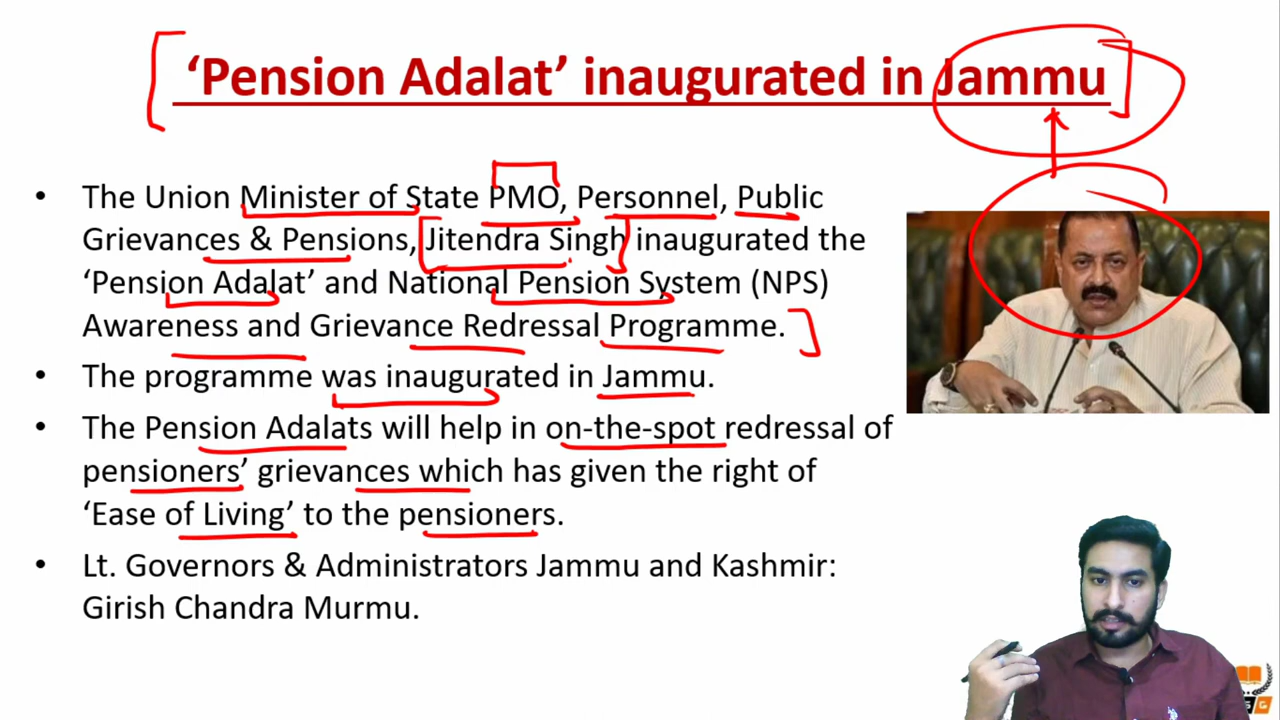 ‘Pension Adalat’ inaugurated in Jammu
• The Union Minister of State PMO, Personnel, Public
Grievances & Pensions, Jitendra Singh inaugurated the
‘Pension Adalat’ and National Pension System (NPS)
Awareness and Grievance Redressal Programme.
• The programme was inaugurated in Jammu.
• The Pension Adalats will help in on-the-spot redressal of
pensioners’ grievances which has given the right of
‘Ease of Living’ to the pensioners.
• Lt. Governors & Administrators Jammu and Kashmir:
Girish Chandra Murmu.